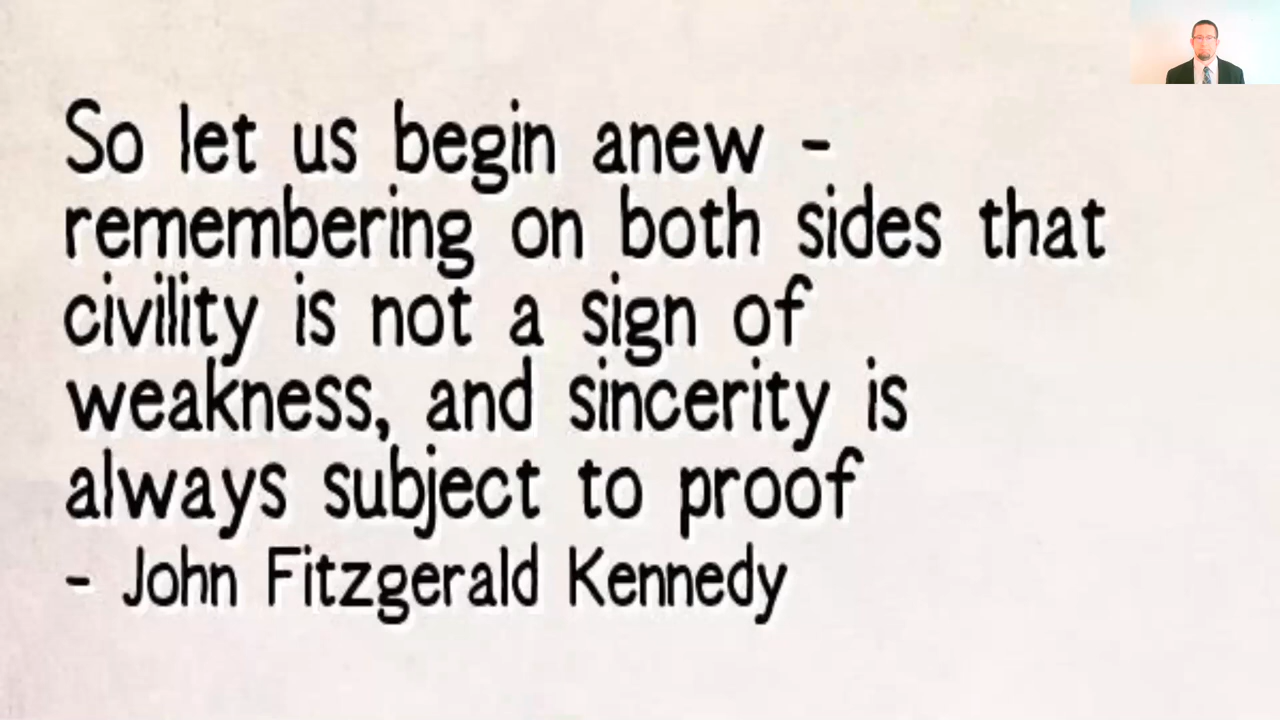 So let us begin anew -
remembering on both sides that
civility is not a sign of
weakness, and sincerity is
always subject to proof
- John Fitzgerald Kennedy